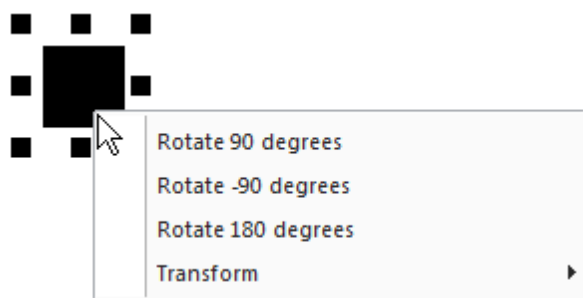 Rotate 90 degrees
Rotate -90 degrees
Rotate 180 degrees
Transform